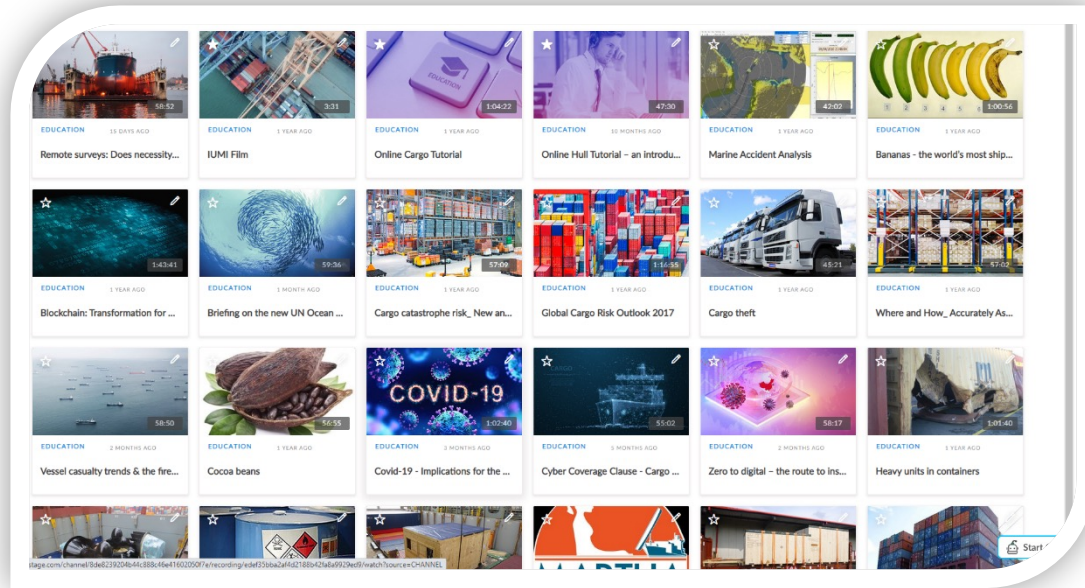 58:52
3:31
EDUCATION
1:04:22
47:30
42:02
1 2 3 4 5
1:00:56
EDUCATION 16 DAYS AGO
EDUCATION 1 YEAR AGO
EDUCATION 1 YEAR AGO
EDUCATION 10 MONTHS AGO
EDUCATION 1 YEAR AGO
EDUCATION 1 YEAR AGO
Remote surveys: Does necessity...
IUMI Film
Online Cargo Tutorial
Online Hull Tutorial – an introdu...
Marine Accident Analysis
Bananas - the world's most ship...
1:43:41
59:36
57:09
1:16:55
45:21
57:02
EDUCATION 1 YEAR AGO
EDUCATION 1 MONTH AGO
EDUCATION 1 YEAR AGO
EDUCATION 1 YEAR AGO
EDUCATION 1 YEAR AGO
EDUCATION 1 YEAR AGO
Blockchain: Transformation for ...
Briefing on the new UN Ocean ...
Cargo catastrophe risk_ New an...
Global Cargo Risk Outlook 2017
Cargo theft
Where and How_ Accurately As...
58:50
56:55
COVID-19
1:02:40
55:02
58:17
1:01:40
EDUCATION 2 MONTHS AGO
EDUCATION 1 YEAR AGO
EDUCATION 3 MONTHS AGO
EDUCATION 5 MONTHS AGO
EDUCATION 2 MONTHS AGO
EDUCATION 1 YEAR AGO
Vessel casualty trends & the fire...
Cocoa beans
Covid-19 - Implications for the ...
Cyber Coverage Clause - Cargo ...
Zero to digital – the route to ins...
Heavy units in containers
Start